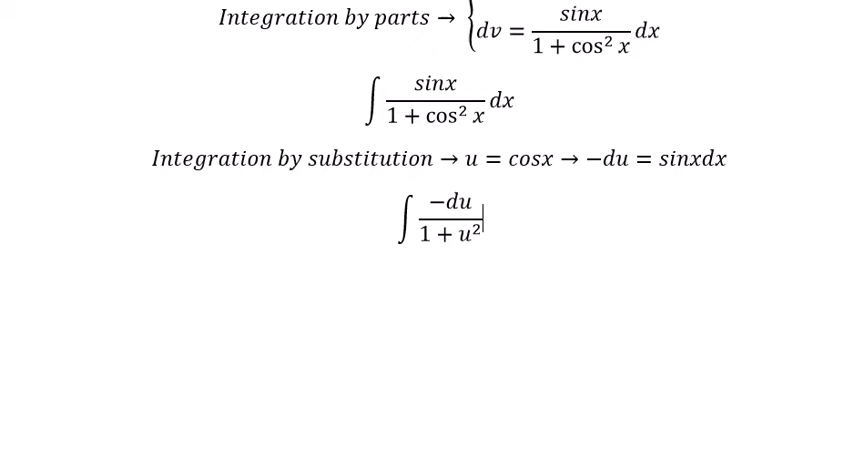 Integration by parts → { dv = sinx / (1 + cos² x) dx
∫ sinx / (1 + cos² x) dx
Integration by substitution → u = cosx → −du = sinxdx
∫ −du / (1 + u²)